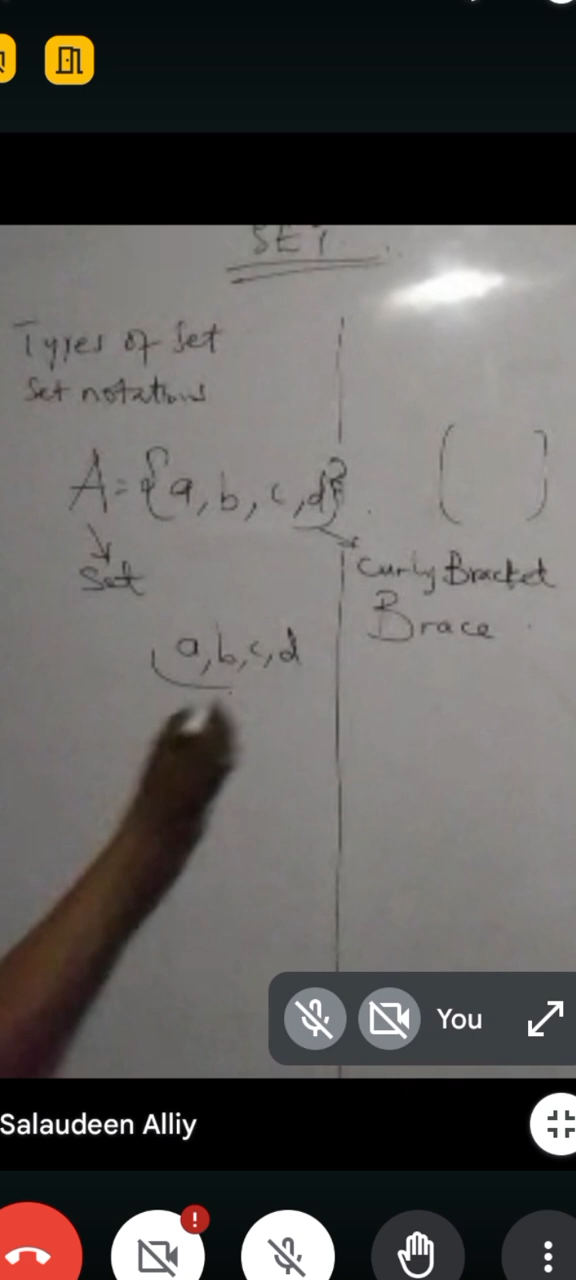 SET
Types of Set
Set notations
A = {a, b, c, d}
Set
a, b, c, d
( )
Curly Bracket
Brace
You
Salaudeen Alliy
!